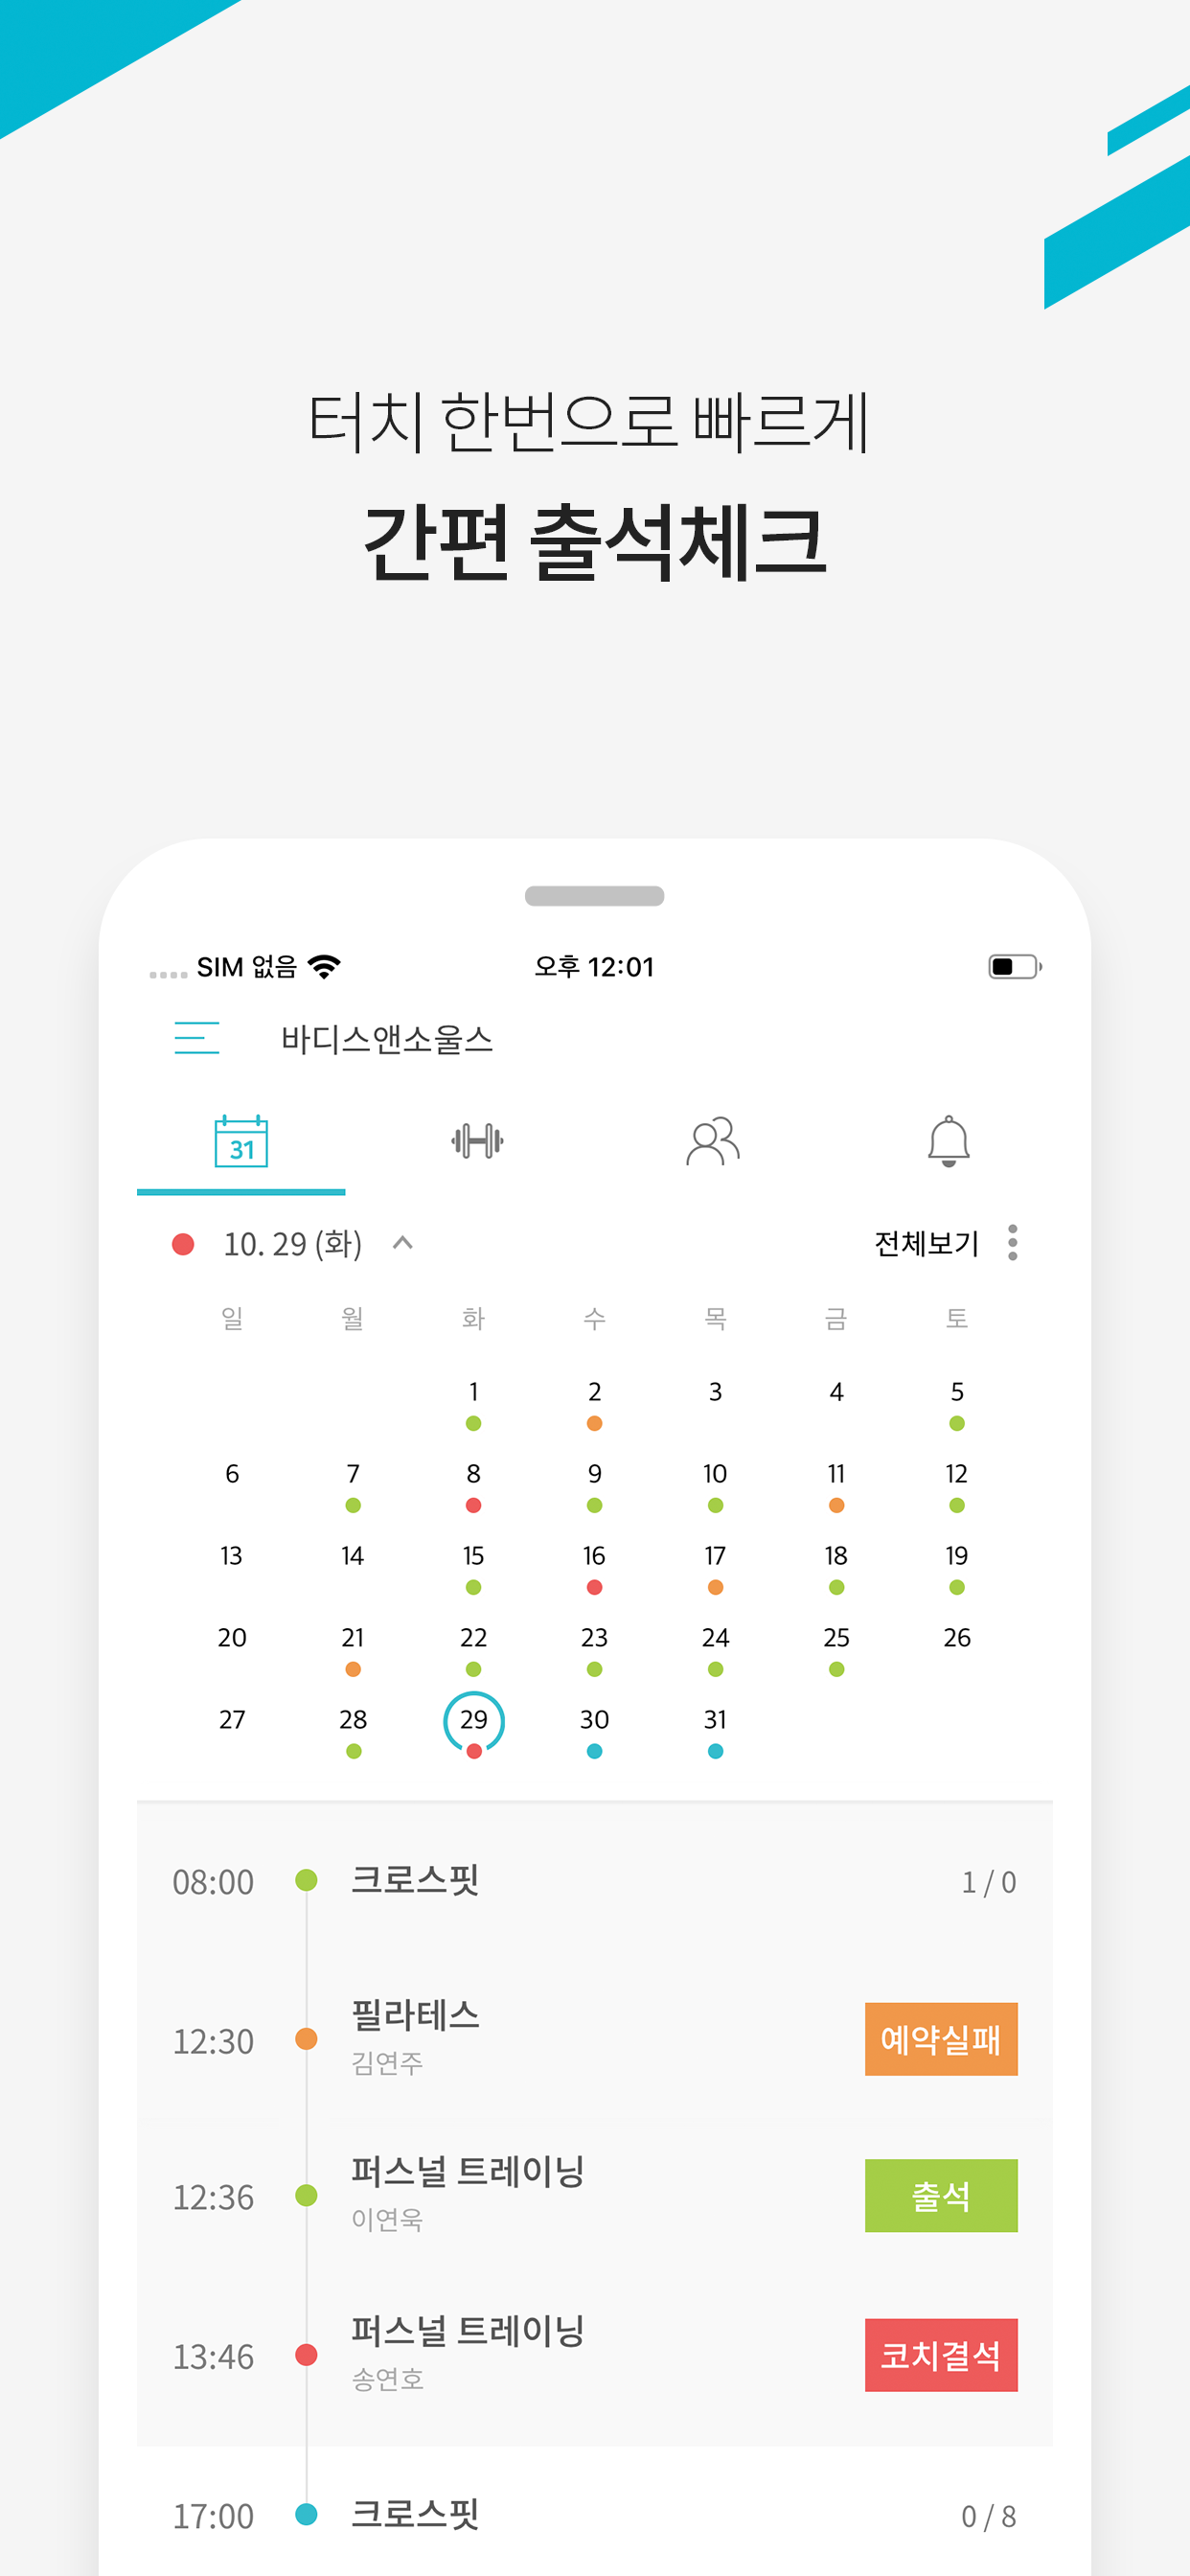 터치 한번으로 빠르게
간편 출석체크
SIM 없음 오후 12:01
바디스앤소울스
31
10. 29 (화) 전체보기
일 월 화 수 목 금 토
1 2 3 4 5
6 7 8 9 10 11 12
13 14 15 16 17 18 19
20 21 22 23 24 25 26
27 28 29 30 31
08:00 크로스핏 1 / 0
12:30 필라테스 예약실패
김연주
12:36 퍼스널 트레이닝 출석
이연욱
13:46 퍼스널 트레이닝 코치결석
송연호
17:00 크로스핏 0 / 8